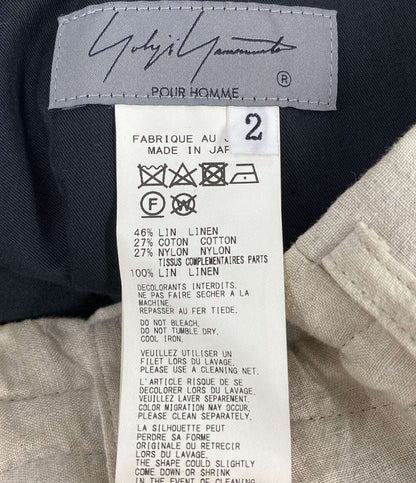 Yohji Yamamoto
®
POUR HOMME
2
FABRIQUE AU
MADE IN
46% LIN LINEN
27% COTON COTTON
27% NYLON NYLON
TISSUS COMPLEMENTAIRES PARTS
100% LIN LINEN
DECOLORANTS INTERDITS.
NE PAS FAIRE SECHER A LA
MACHINE.
REPASSER AU FER TIEDE.
DO NOT BLEACH.
DO NOT TUMBLE DRY.
COOL IRON.
VEUILLEZ UTILISER UN
FILET LORS DU LAVAGE.
PLEASE USE A CLEANING NET.
L'ARTICLE RISQUE DE SE
DECOLORER LORS DU LAVAGE.
VEUILLEZ LAVER SEPAREMENT.
COLOR MIGRATION MAY OCCUR,
PLEASE CLEAN SEPARATELY.
LA SILHOUETTE PEUT
PERDRE SA FORME
ORIGINALE OU RETRECIR
LORS DU LAVAGE.
THE SHAPE COULD SLIGHTLY
COME DOWN OR SHRINK
IN THE EVENT OF CLEANING